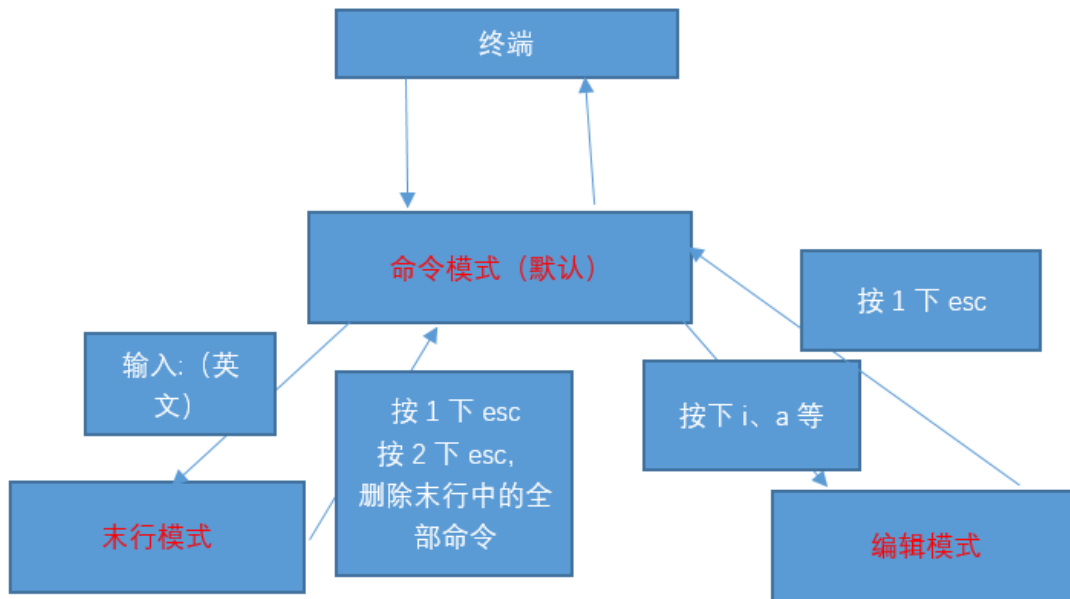 终端
命令模式（默认）
按 1 下 esc
输入:（英
文）
按 1 下 esc
按 2 下 esc,
删除末行中的全
部命令
按下 i、a 等
末行模式
编辑模式